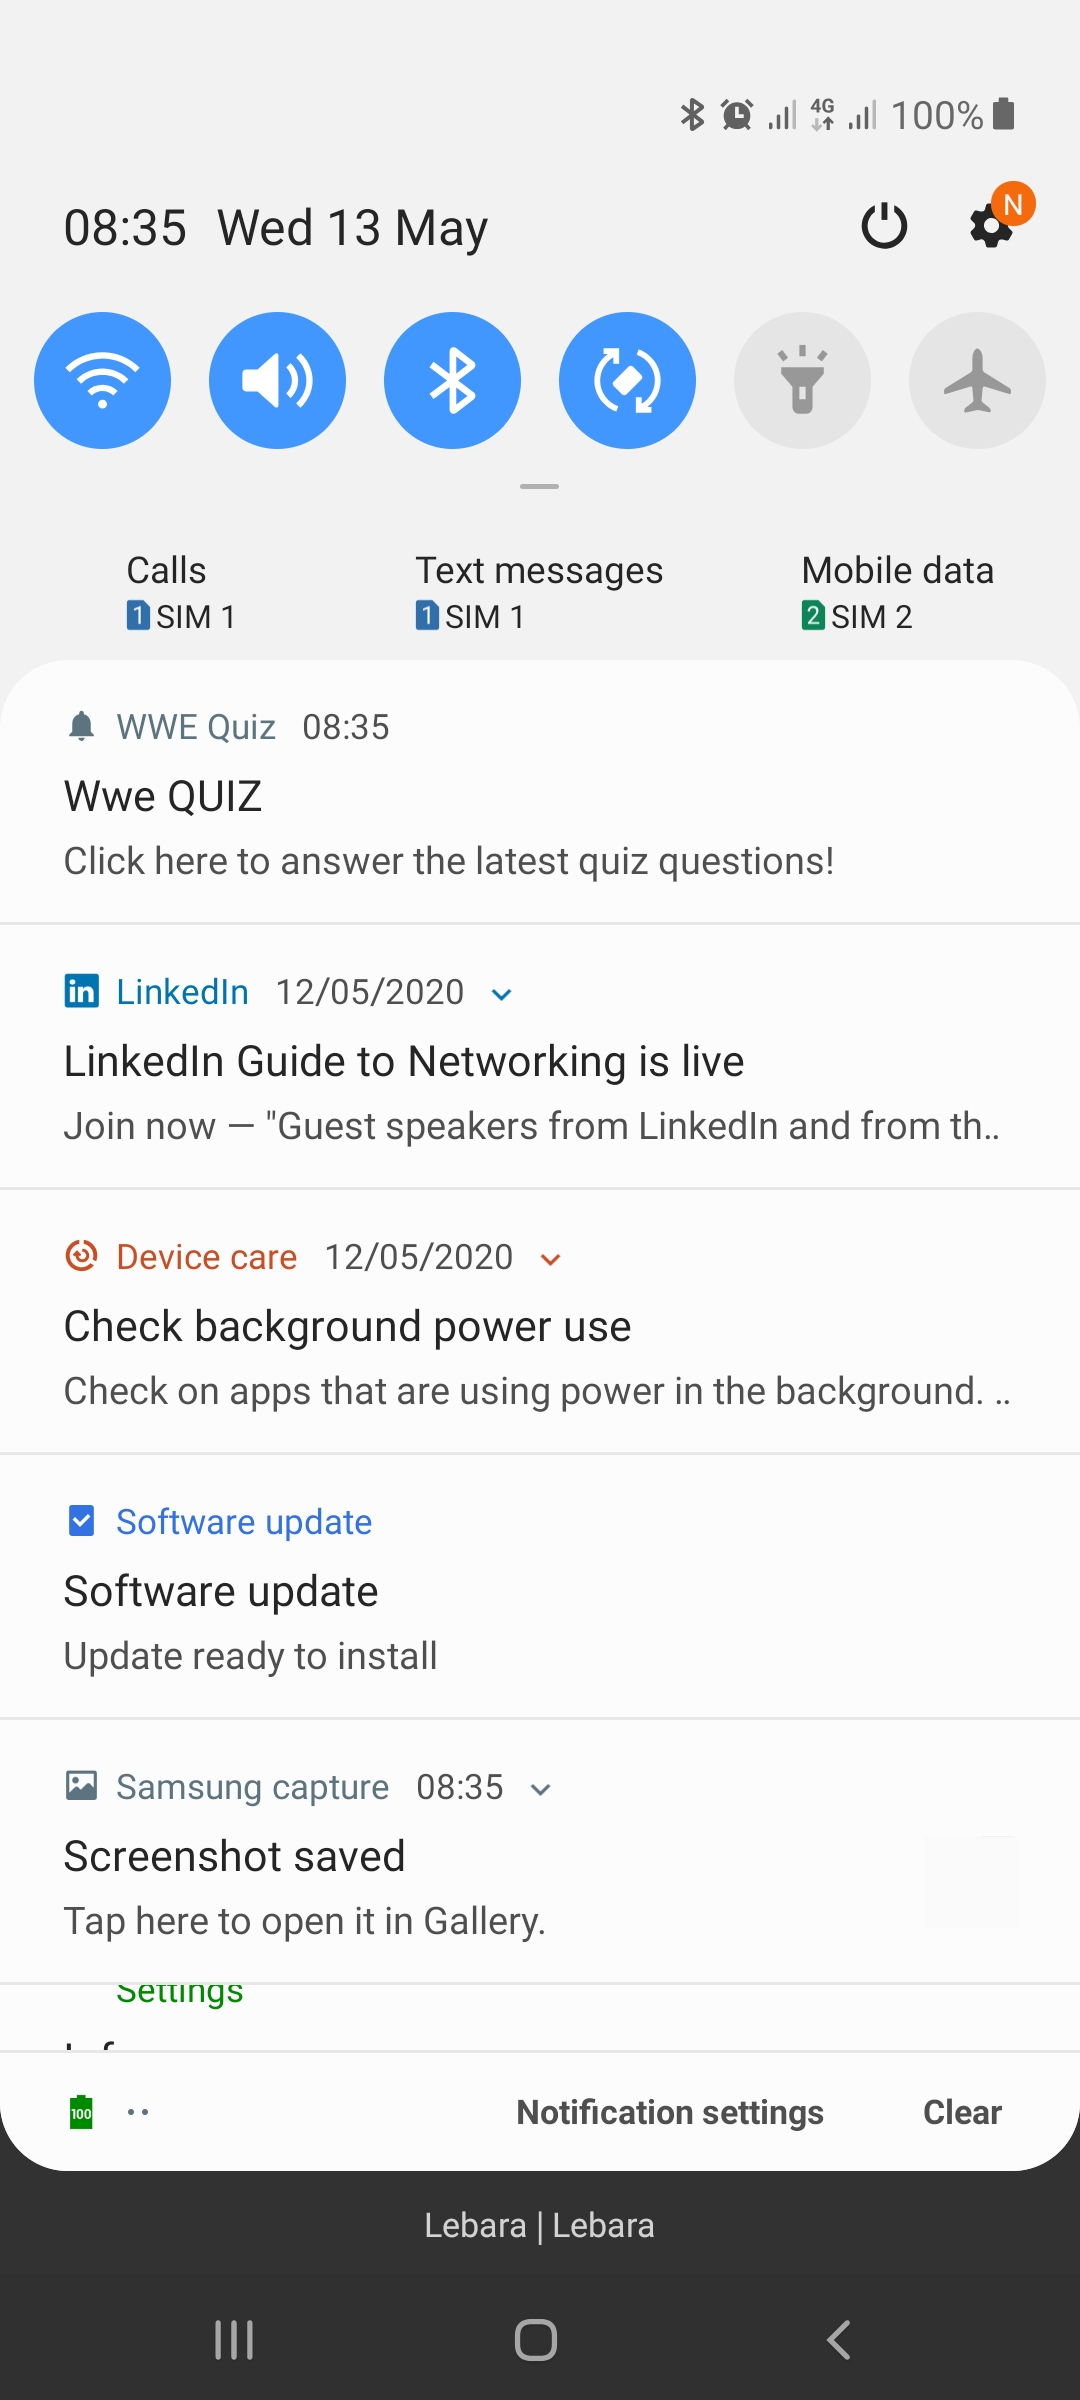 4G 100%
08:35 Wed 13 May
N
Calls Text messages Mobile data
1 SIM 1 1 SIM 1 2 SIM 2
WWE Quiz 08:35
Wwe QUIZ
Click here to answer the latest quiz questions!
in LinkedIn 12/05/2020
LinkedIn Guide to Networking is live
Join now — "Guest speakers from LinkedIn and from th..
Device care 12/05/2020
Check background power use
Check on apps that are using power in the background. ..
Software update
Software update
Update ready to install
Samsung capture 08:35
Screenshot saved
Tap here to open it in Gallery.
Settings
100 Notification settings Clear
Lebara | Lebara